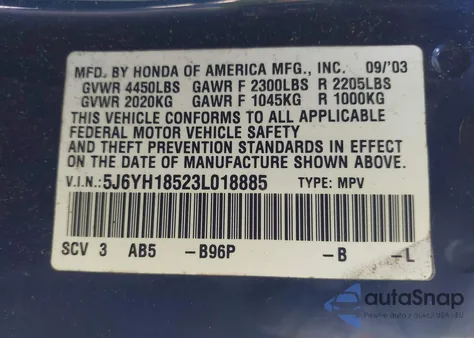 MFD. BY HONDA OF AMERICA MFG., INC. 09/'03
GVWR 4450LBS GAWR F 2300LBS R 2205LBS
GVWR 2020KG GAWR F 1045KG R 1000KG
THIS VEHICLE CONFORMS TO ALL APPLICABLE
FEDERAL MOTOR VEHICLE SAFETY
AND THEFT PREVENTION STANDARDS IN EFFECT
ON THE DATE OF MANUFACTURE SHOWN ABOVE.
V.I.N.:5J6YH18523L018885 TYPE: MPV
SCV 3 AB5 -B96P -B -L
autoSnap